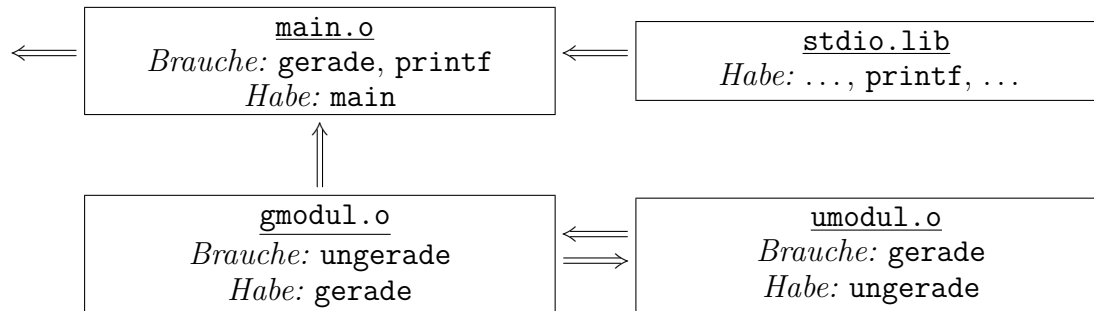 main.o
Brauche: gerade, printf
Habe: main
stdio.lib
Habe: ..., printf, ...
gmodul.o
Brauche: ungerade
Habe: gerade
umodul.o
Brauche: gerade
Habe: ungerade